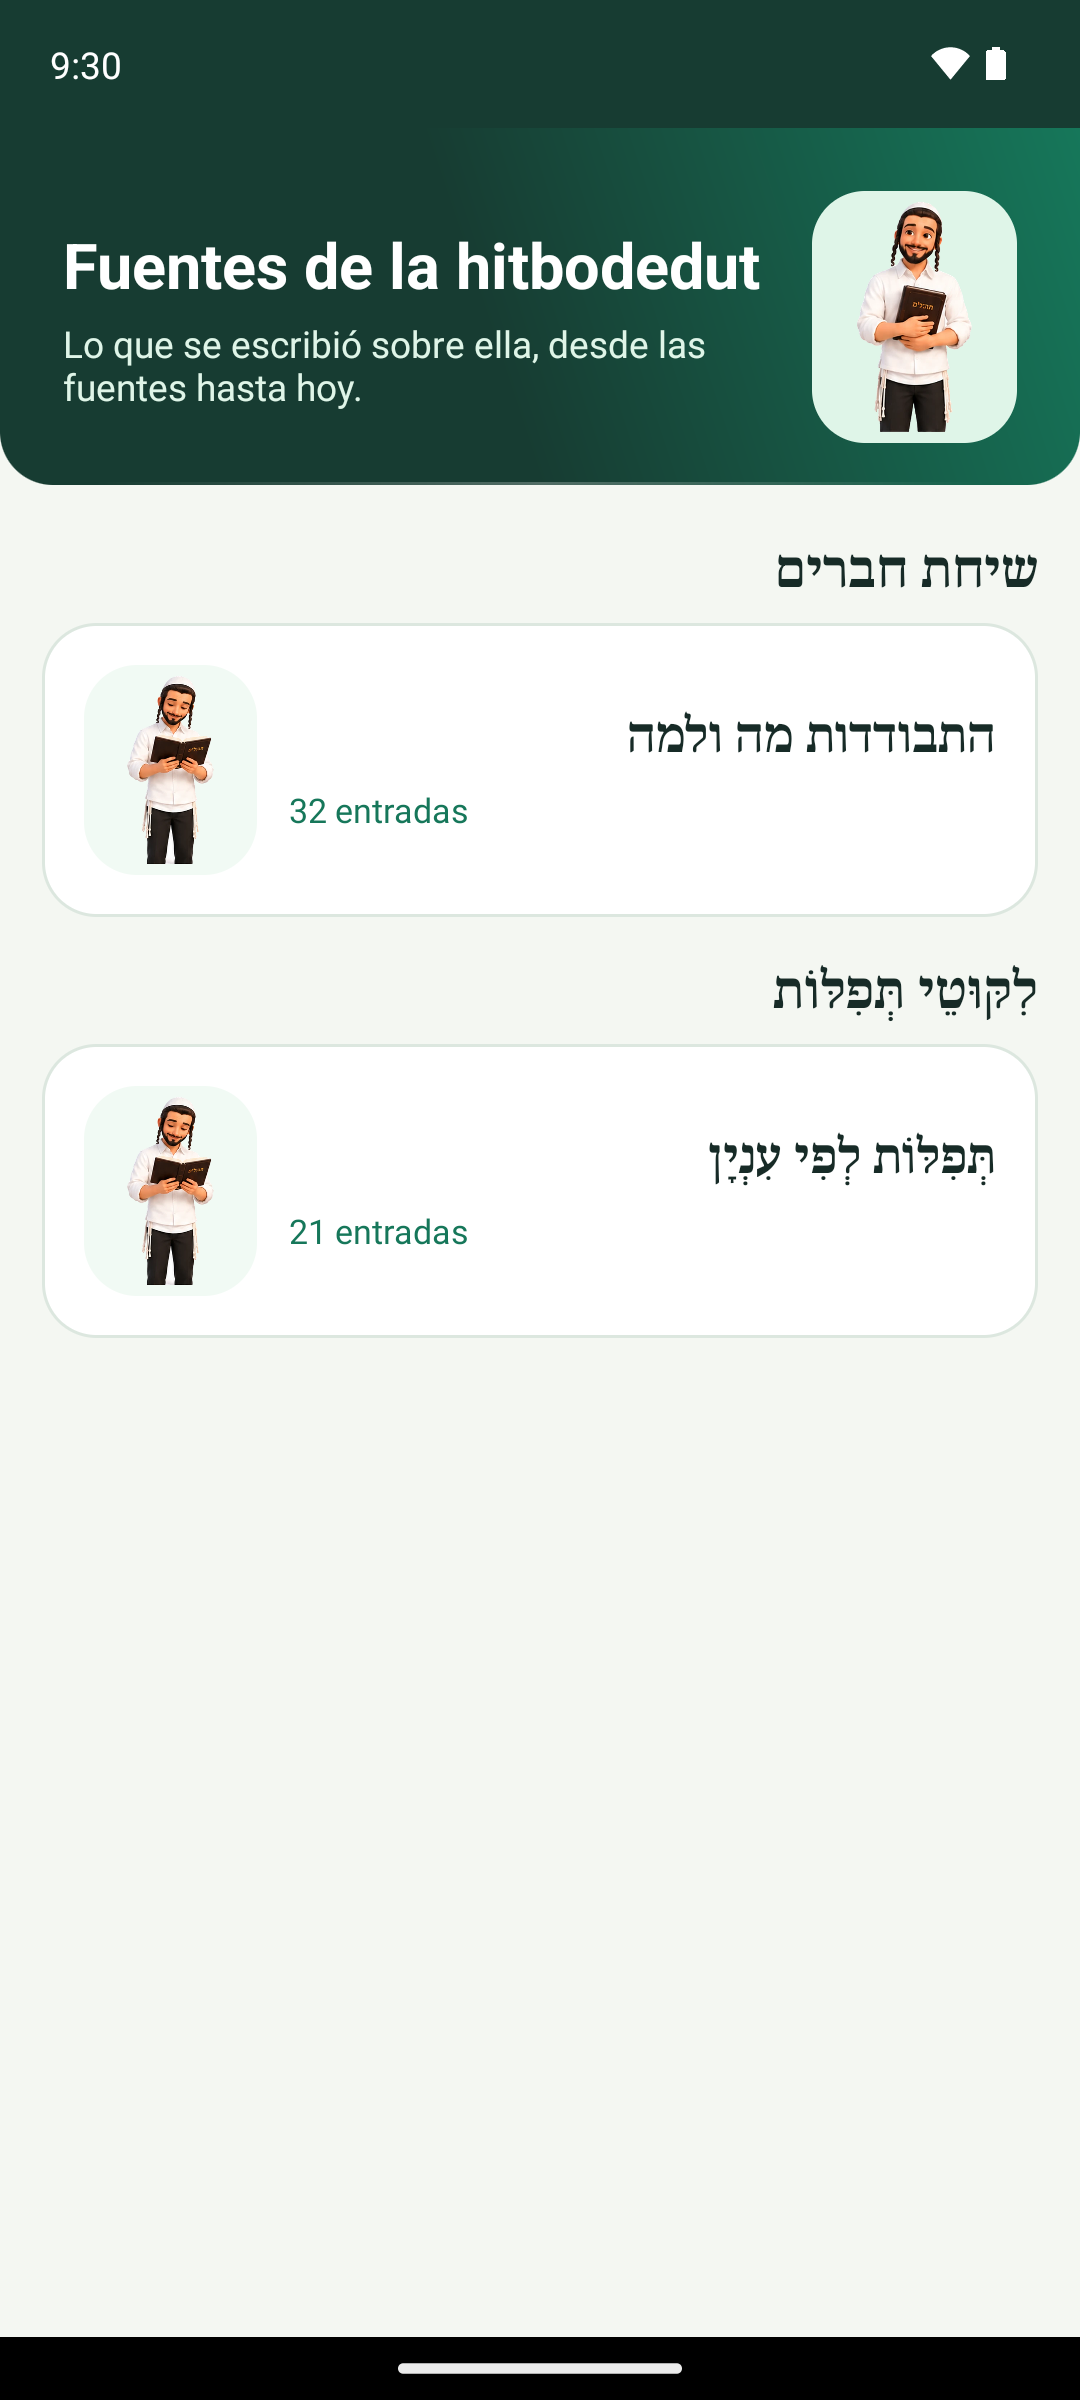 9:30
Fuentes de la hitbodedut
Lo que se escribió sobre ella, desde las
fuentes hasta hoy.
שיחת חברים
התבודדות מה ולמה
32 entradas
לִקּוּטֵי תְּפִלּוֹת
תְּפִלּוֹת לְפִי עִנְיָן
21 entradas